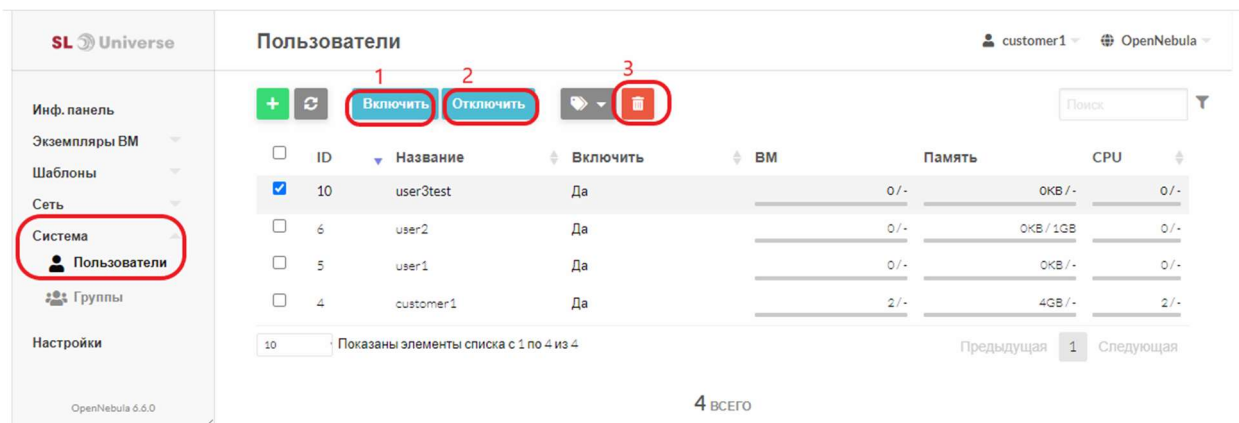 SL Universe
Пользователи
customer1
OpenNebula
1 2 3
Включить Отключить
Поиск
Инф. панель
Экземпляры ВМ
Шаблоны
Сеть
Система
Пользователи
Группы
Настройки
OpenNebula 6.6.0
ID Название Включить ВМ Память CPU
10 user3test Да 0/- 0KB/- 0/-
6 user2 Да 0/- 0KB/1GB 0/-
5 user1 Да 0/- 0KB/- 0/-
4 customer1 Да 2/- 4GB/- 2/-
10 Показаны элементы списка с 1 по 4 из 4
Предыдущая 1 Следующая
4 ВСЕГО